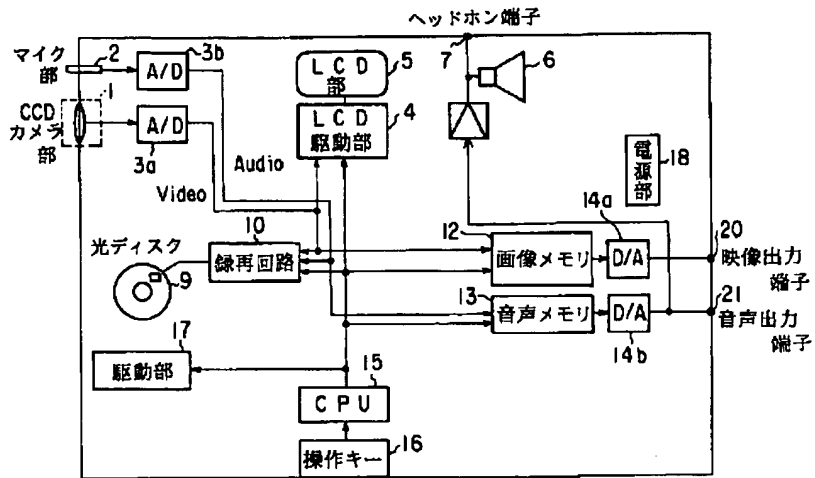 ヘッドホン端子
マイク部
2
A/D
3b
L C D
部
5
7
6
CCD
カメラ
部
1
A/D
3a
L C D
駆動部
4
Audio
Video
電源部
18
光ディスク
9
10
録再回路
12
画像メモリ
14a
D/A
20
映像出力
端子
13
音声メモリ
D/A
14b
21
音声出力
端子
17
駆動部
15
C P U
16
操作キー